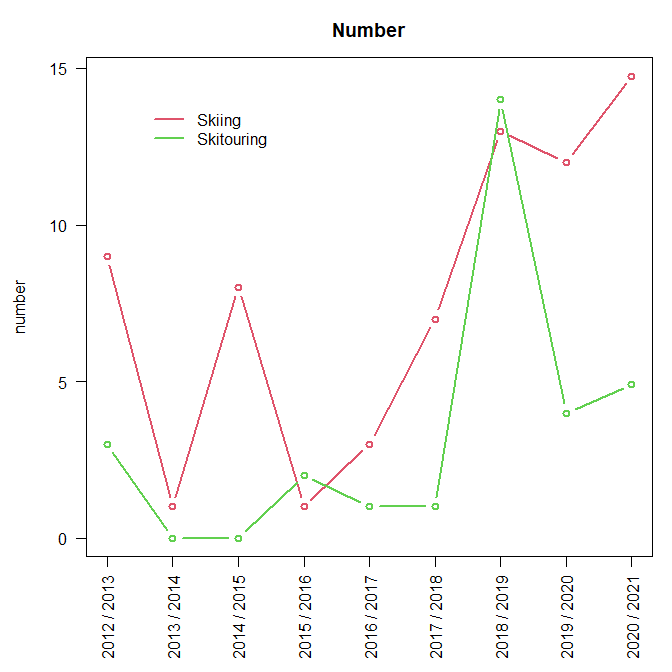 Number
15
Skiing
Skitouring
10
number
5
0
2012 / 2013
2013 / 2014
2014 / 2015
2015 / 2016
2016 / 2017
2017 / 2018
2018 / 2019
2019 / 2020
2020 / 2021